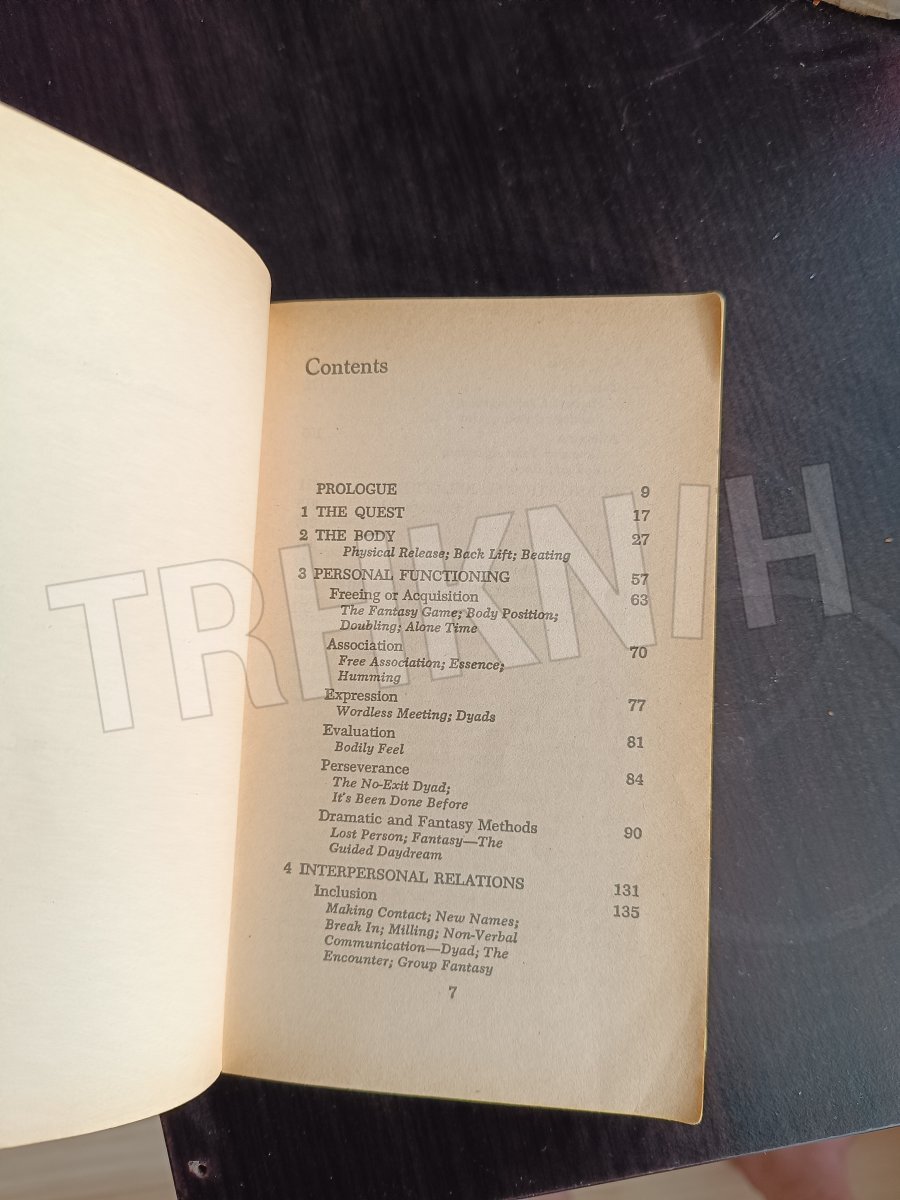 Contents
PROLOGUE 9
1 THE QUEST 17
2 THE BODY 27
Physical Release; Back Lift; Beating
3 PERSONAL FUNCTIONING 57
Freeing or Acquisition 63
The Fantasy Game; Body Position;
Doubling; Alone Time
Association 70
Free Association; Essence;
Humming
Expression 77
Wordless Meeting; Dyads
Evaluation 81
Bodily Feel
Perseverance 84
The No-Exit Dyad;
It's Been Done Before
Dramatic and Fantasy Methods 90
Lost Person; Fantasy—The
Guided Daydream
4 INTERPERSONAL RELATIONS 131
Inclusion 135
Making Contact; New Names;
Break In; Milling; Non-Verbal
Communication—Dyad; The
Encounter; Group Fantasy
7
TRHKNIH